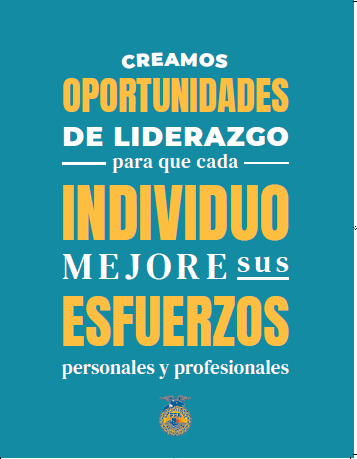 CREAMOS
OPORTUNIDADES
DE LIDERAZGO
para que cada
INDIVIDUO
MEJORE sus
ESFUERZOS
personales y profesionales